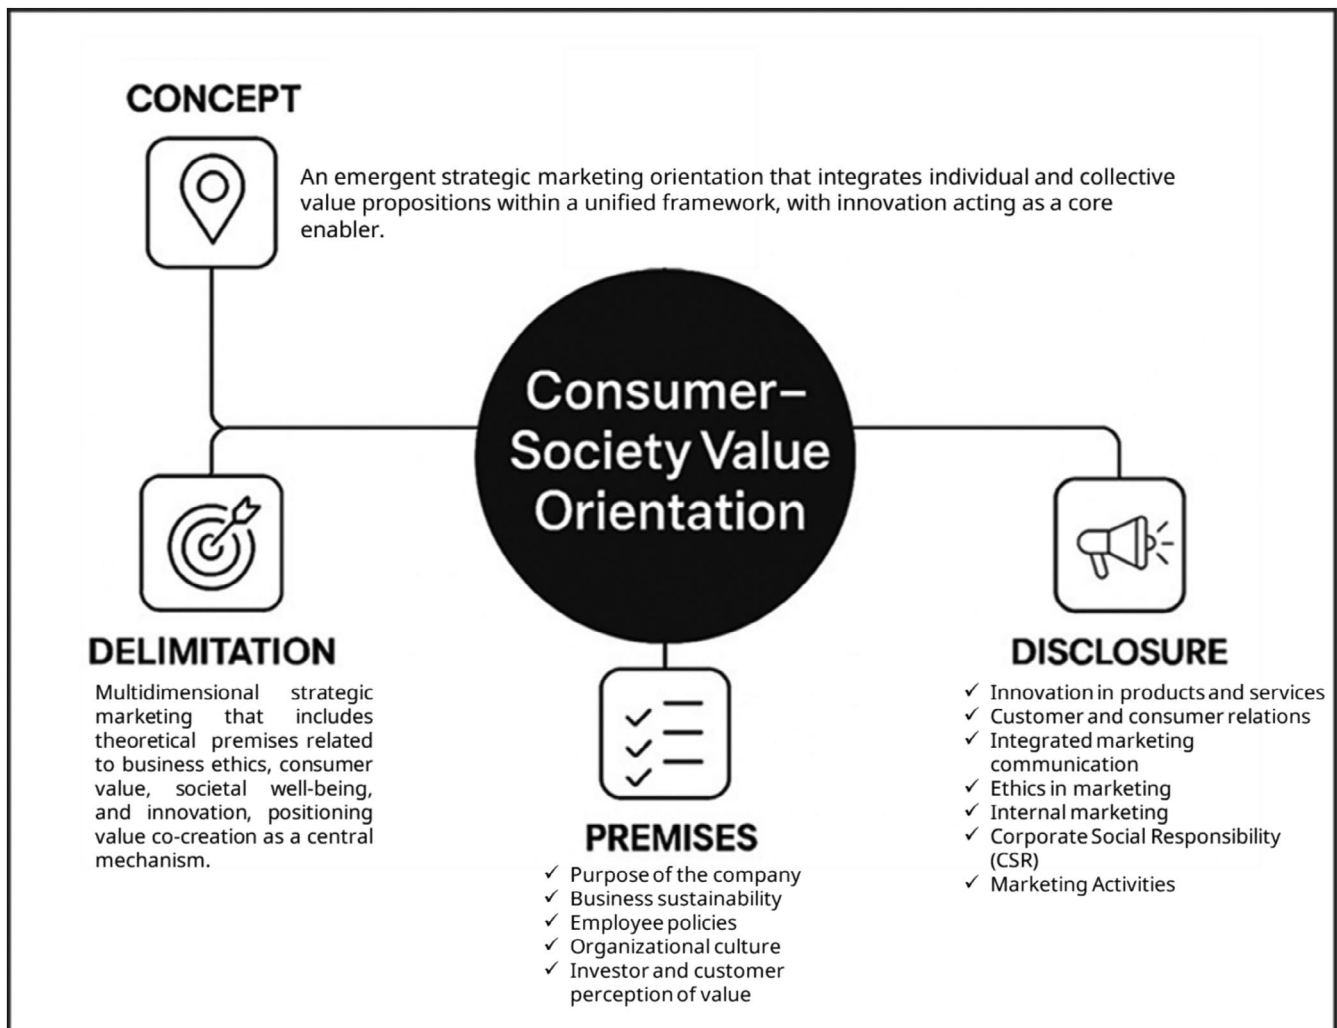 CONCEPT
An emergent strategic marketing orientation that integrates individual and collective
value propositions within a unified framework, with innovation acting as a core
enabler.
Consumer–
Society Value
Orientation
DELIMITATION
Multidimensional strategic
marketing that includes
theoretical premises related
to business ethics, consumer
value, societal well-being,
and innovation, positioning
value co-creation as a central
mechanism.
PREMISES
✓ Purpose of the company
✓ Business sustainability
✓ Employee policies
✓ Organizational culture
✓ Investor and customer
perception of value
DISCLOSURE
✓ Innovation in products and services
✓ Customer and consumer relations
✓ Integrated marketing
communication
✓ Ethics in marketing
✓ Internal marketing
✓ Corporate Social Responsibility
(CSR)
✓ Marketing Activities